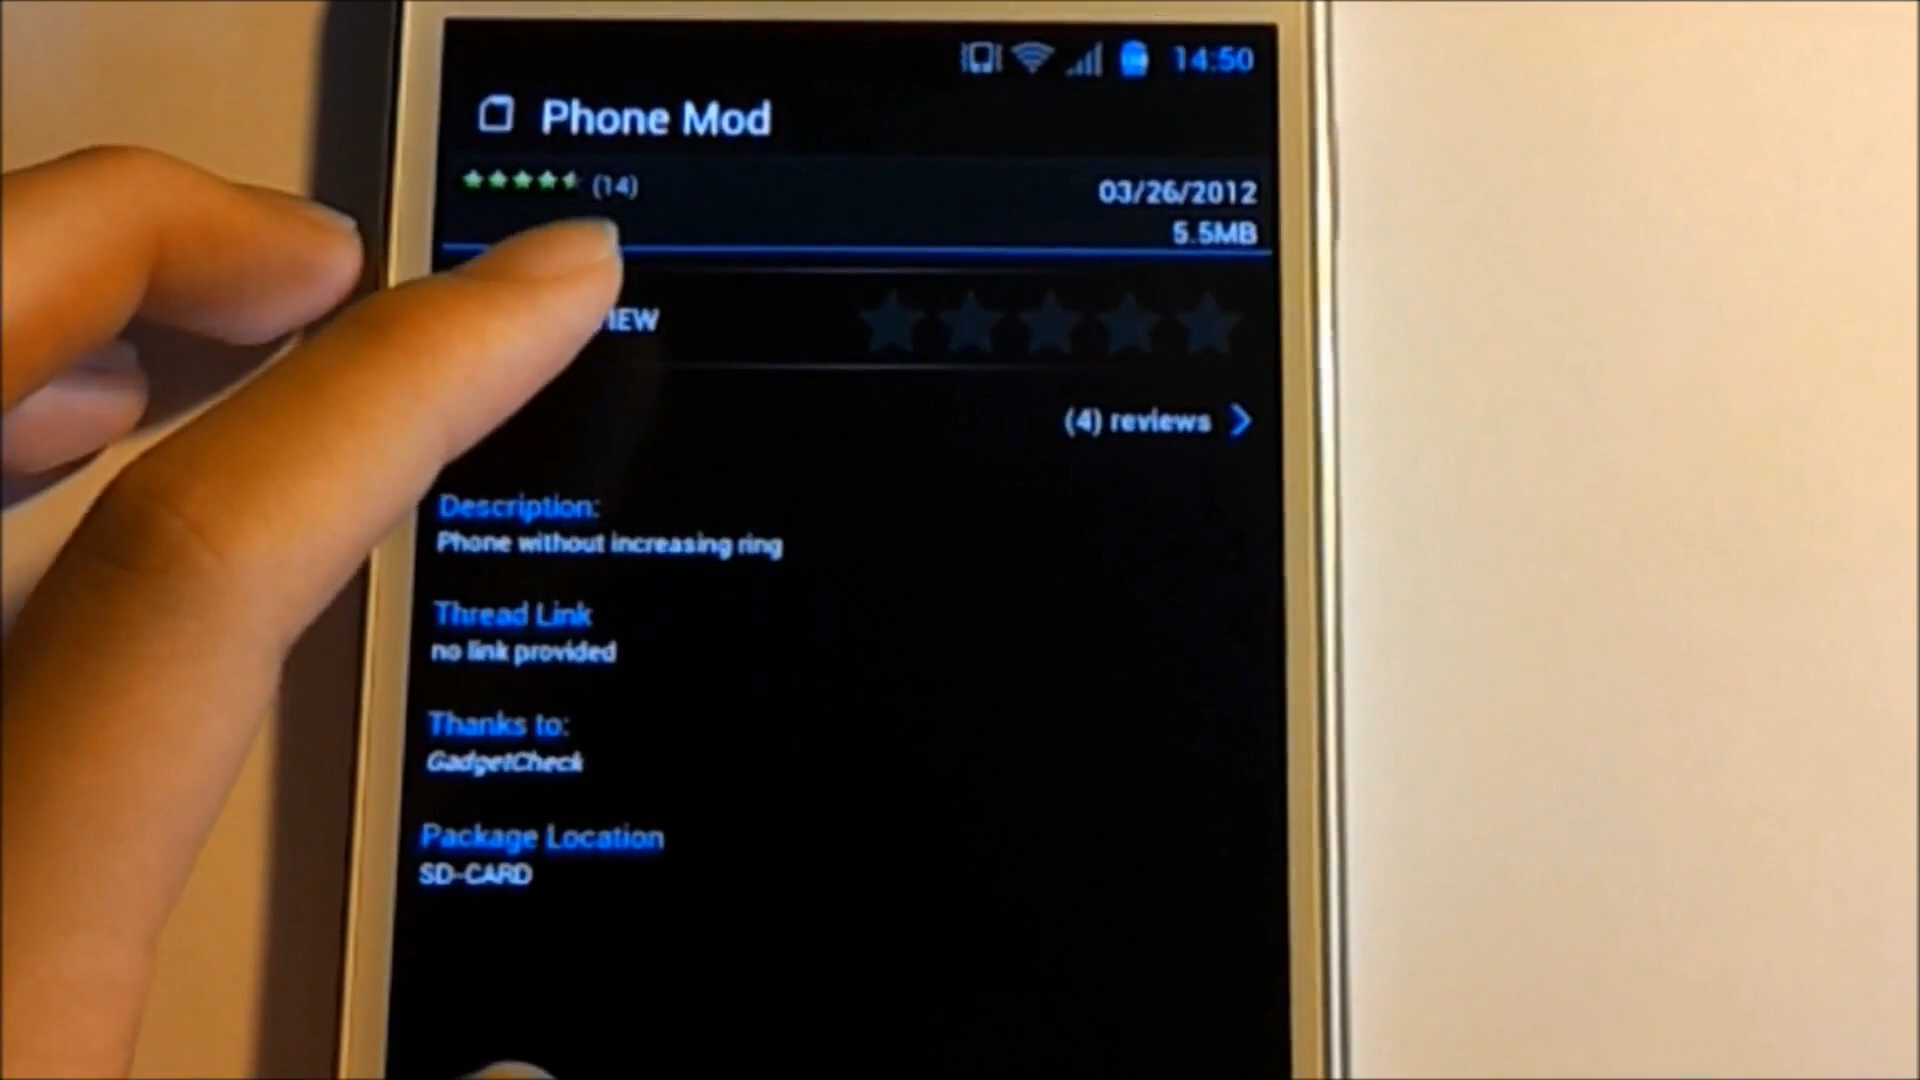 14:50
Phone Mod
(14)
03/26/2012
5.5MB
(4) reviews
Description:
Phone without increasing ring
Thread Link
no link provided
Thanks to:
GadgetCheck
Package Location
SD-CARD